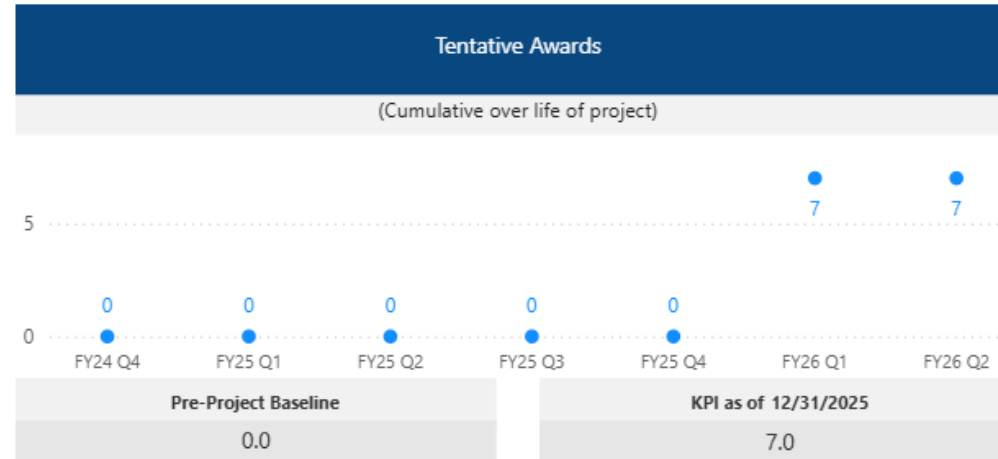 Tentative Awards
(Cumulative over life of project)
7 7
5
0 0 0 0 0
0
FY24 Q4 FY25 Q1 FY25 Q2 FY25 Q3 FY25 Q4 FY26 Q1 FY26 Q2
Pre-Project Baseline KPI as of 12/31/2025
0.0 7.0